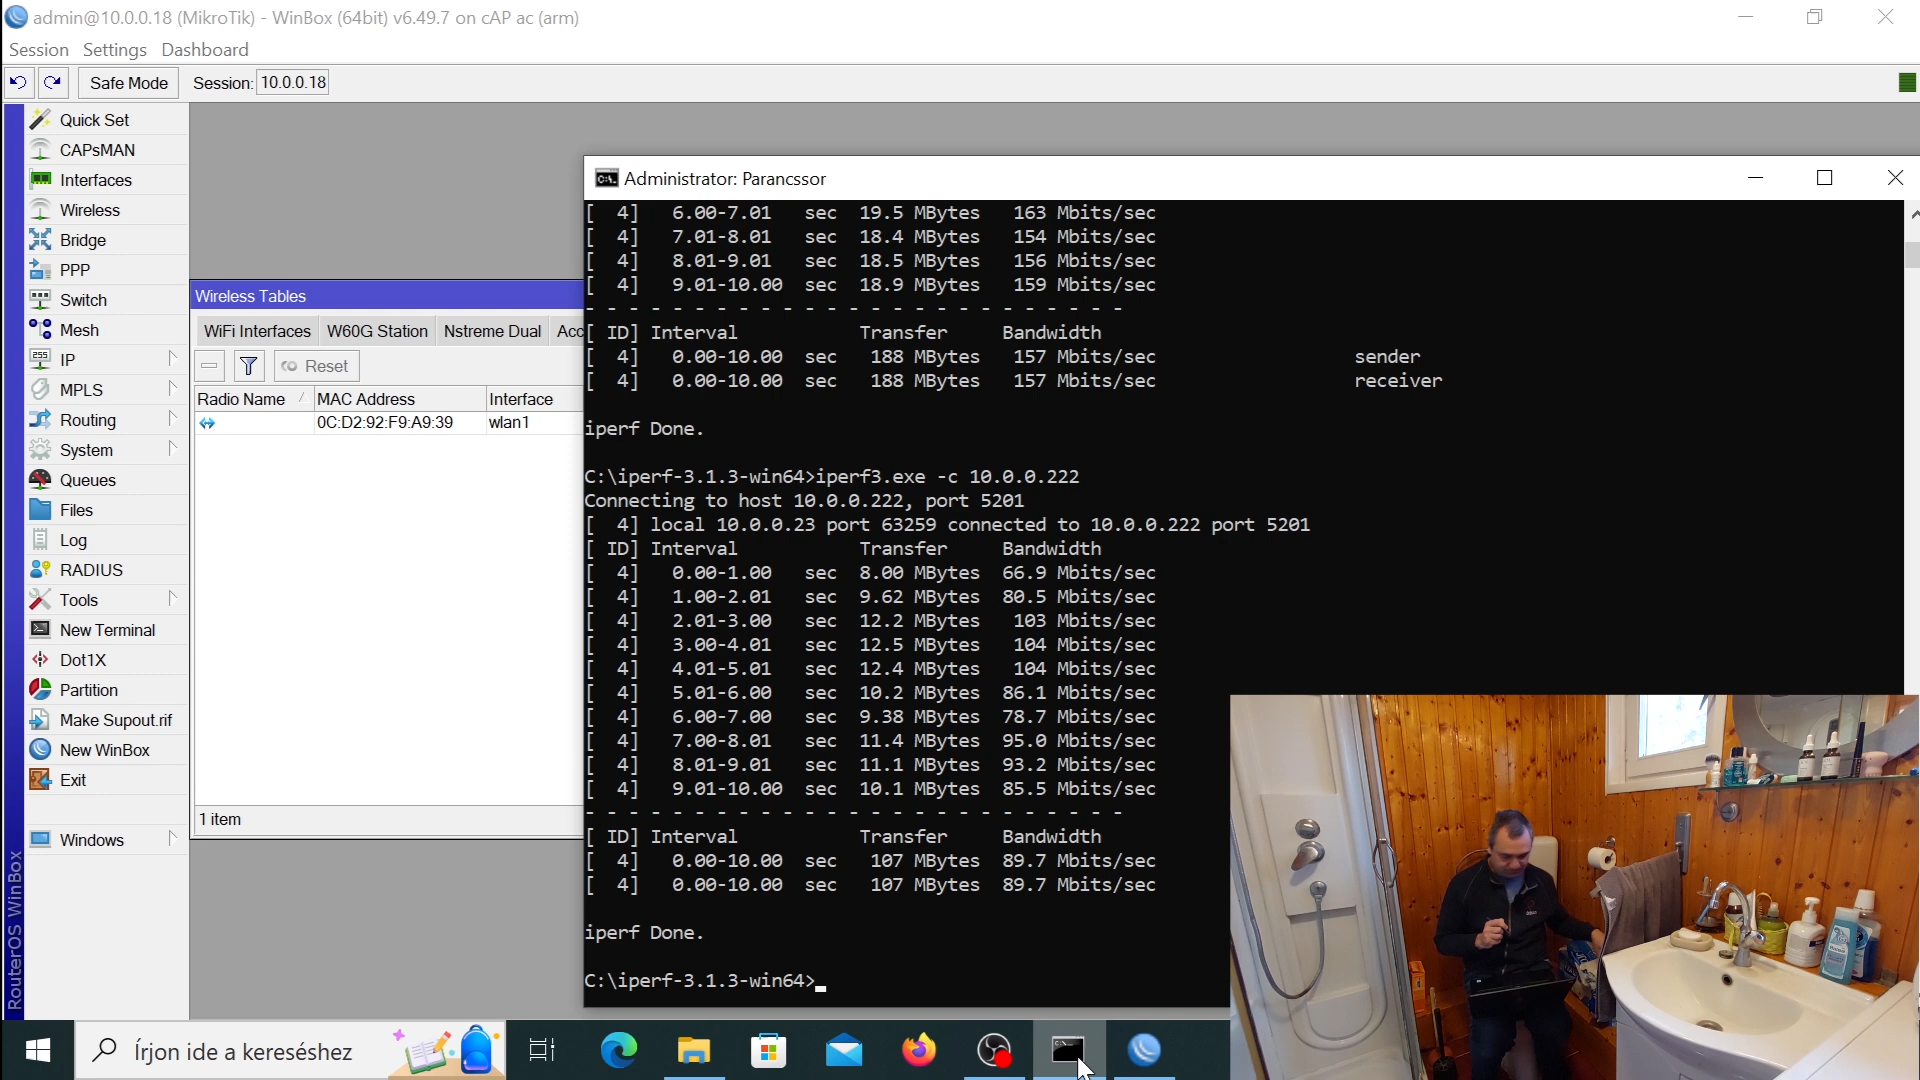 admin@10.0.0.18 (MikroTik) - WinBox (64bit) v6.49.7 on cAP ac (arm)
Session Settings Dashboard
Safe Mode Session: 10.0.0.18
Quick Set
CAPsMAN
Interfaces
Wireless
Bridge
PPP
Switch
Mesh
IP
MPLS
Routing
System
Queues
Files
Log
RADIUS
Tools
New Terminal
Dot1X
Partition
Make Supout.rif
New WinBox
Exit
Windows
RouterOS WinBox
Wireless Tables
WiFi Interfaces W60G Station Nstreme Dual Acc
Reset
Radio Name MAC Address Interface
0C:D2:92:F9:A9:39 wlan1
1 item
Administrator: Parancssor
[ 4] 6.00-7.01 sec 19.5 MBytes 163 Mbits/sec
[ 4] 7.01-8.01 sec 18.4 MBytes 154 Mbits/sec
[ 4] 8.01-9.01 sec 18.5 MBytes 156 Mbits/sec
[ 4] 9.01-10.00 sec 18.9 MBytes 159 Mbits/sec
- - - - - - - - - - - - - - - - - - - - - - - - -
[ ID] Interval Transfer Bandwidth
[ 4] 0.00-10.00 sec 188 MBytes 157 Mbits/sec sender
[ 4] 0.00-10.00 sec 188 MBytes 157 Mbits/sec receiver
iperf Done.
C:\iperf-3.1.3-win64>iperf3.exe -c 10.0.0.222
Connecting to host 10.0.0.222, port 5201
[ 4] local 10.0.0.23 port 63259 connected to 10.0.0.222 port 5201
[ ID] Interval Transfer Bandwidth
[ 4] 0.00-1.00 sec 8.00 MBytes 66.9 Mbits/sec
[ 4] 1.00-2.01 sec 9.62 MBytes 80.5 Mbits/sec
[ 4] 2.01-3.00 sec 12.2 MBytes 103 Mbits/sec
[ 4] 3.00-4.01 sec 12.5 MBytes 104 Mbits/sec
[ 4] 4.01-5.01 sec 12.4 MBytes 104 Mbits/sec
[ 4] 5.01-6.00 sec 10.2 MBytes 86.1 Mbits/sec
[ 4] 6.00-7.00 sec 9.38 MBytes 78.7 Mbits/sec
[ 4] 7.00-8.01 sec 11.4 MBytes 95.0 Mbits/sec
[ 4] 8.01-9.01 sec 11.1 MBytes 93.2 Mbits/sec
[ 4] 9.01-10.00 sec 10.1 MBytes 85.5 Mbits/sec
- - - - - - - - - - - - - - - - - - - - - - - - -
[ ID] Interval Transfer Bandwidth
[ 4] 0.00-10.00 sec 107 MBytes 89.7 Mbits/sec
[ 4] 0.00-10.00 sec 107 MBytes 89.7 Mbits/sec
iperf Done.
C:\iperf-3.1.3-win64>_
Írjon ide a kereséshez